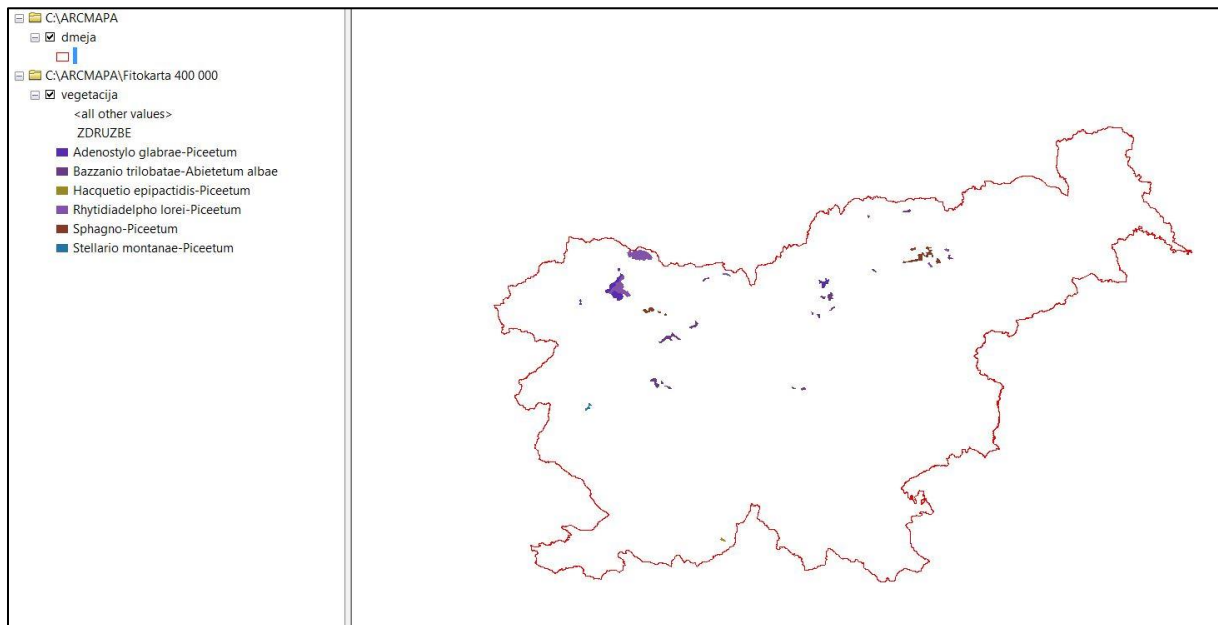 C:\ARCMAPA
dmeja
C:\ARCMAPA\Fitokarta 400 000
vegetacija
<all other values>
ZDRUZBE
Adenostylo glabrae-Piceetum
Bazzanio trilobatae-Abietetum albae
Hacquetio epipactidis-Piceetum
Rhytidiadelpho lorei-Piceetum
Sphagno-Piceetum
Stellario montanae-Piceetum